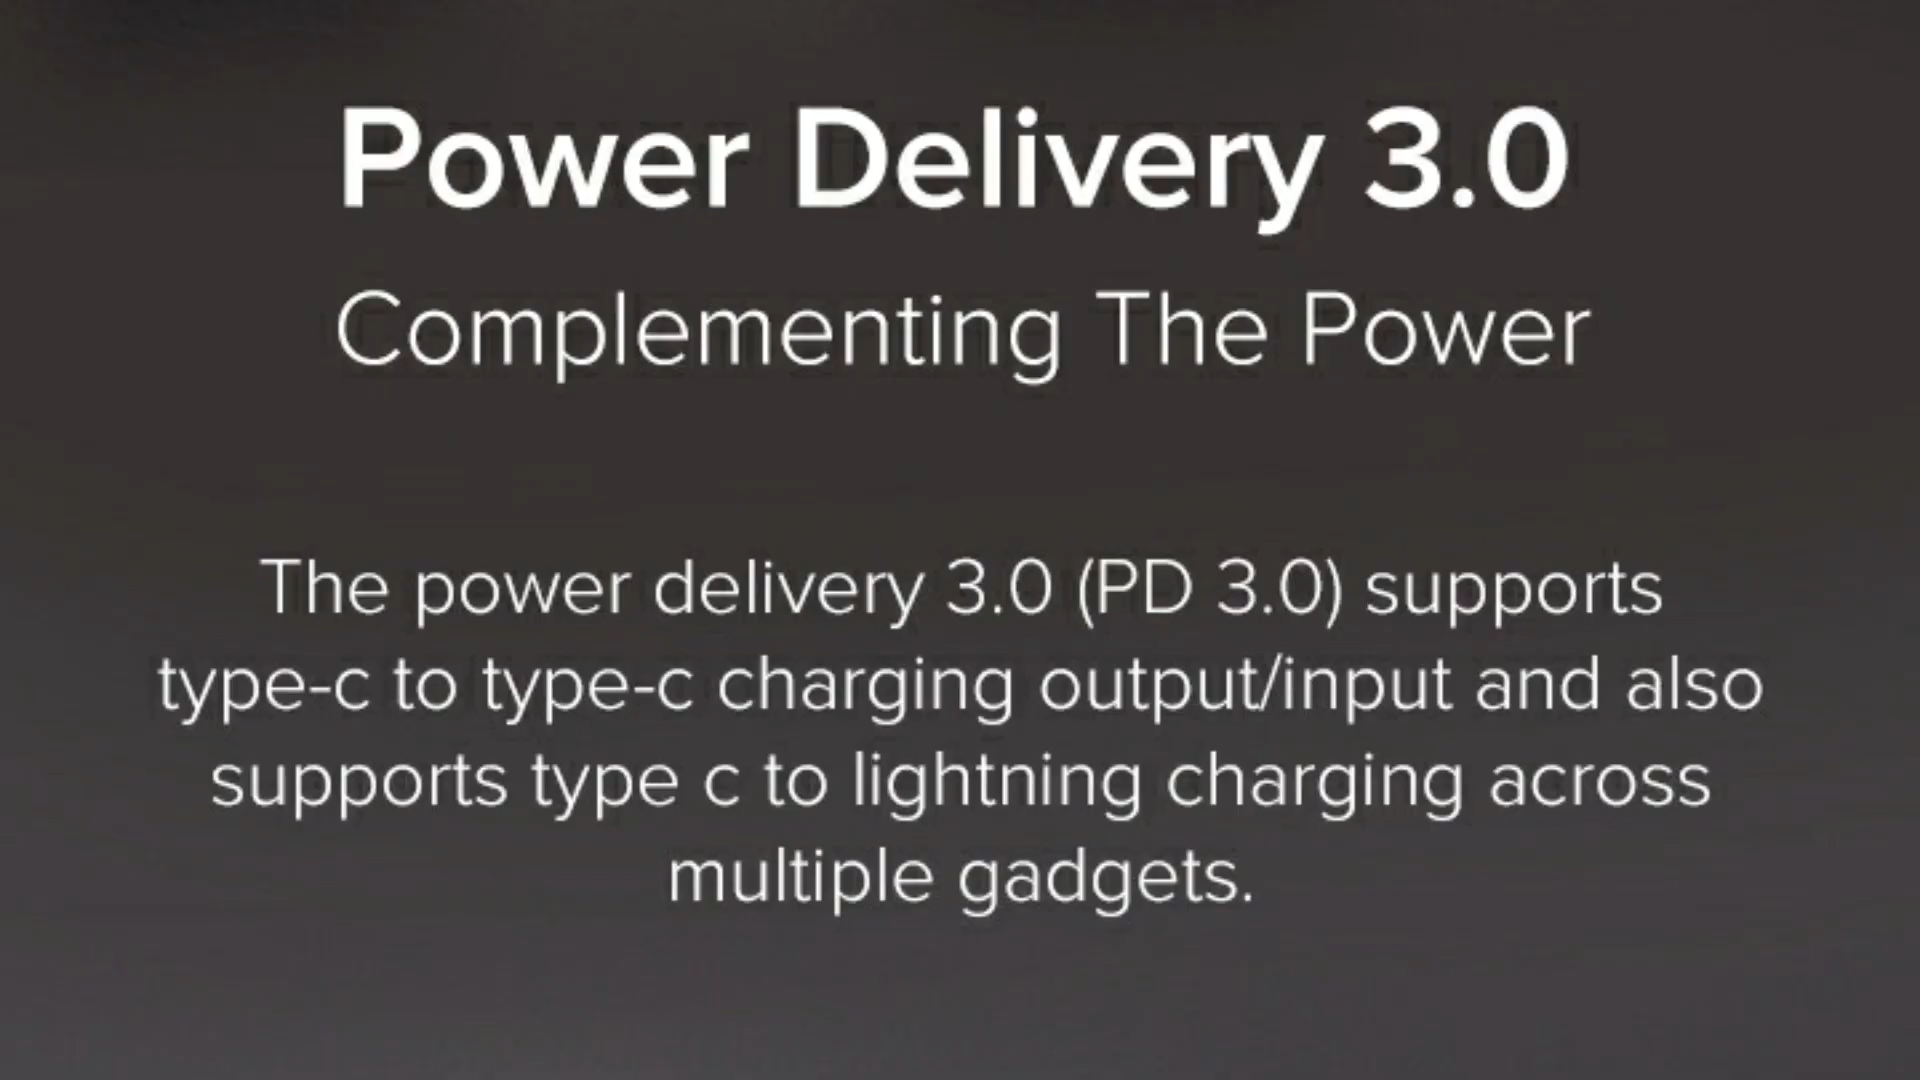 Power Delivery 3.0
Complementing The Power
The power delivery 3.0 (PD 3.0) supports
type-c to type-c charging output/input and also
supports type c to lightning charging across
multiple gadgets.